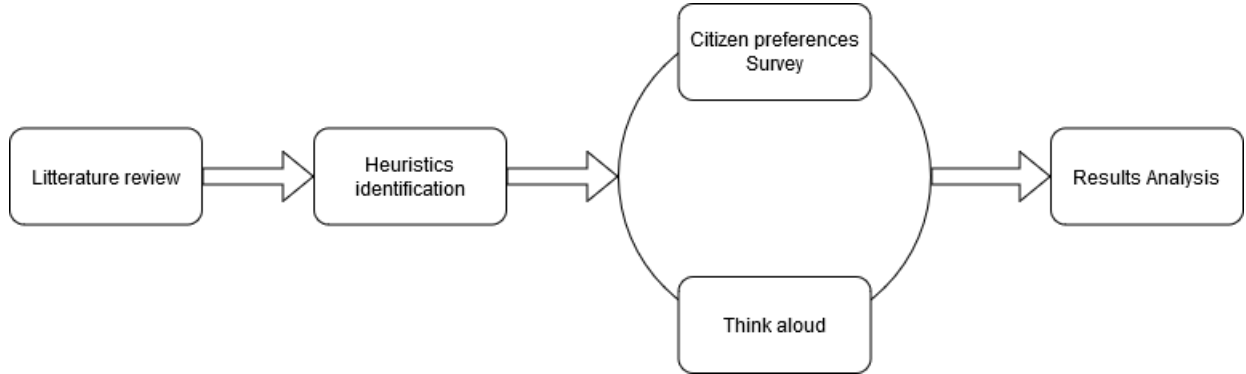 Litterature review
Heuristics
identification
Citizen preferences
Survey
Think aloud
Results Analysis